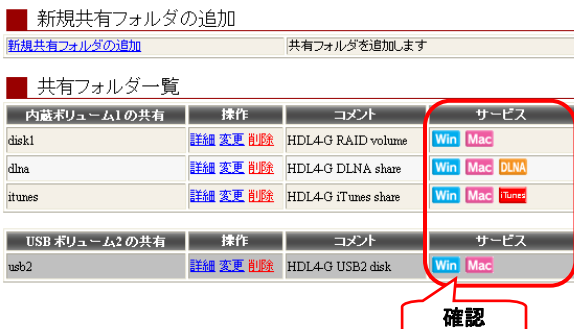 新規共有フォルダの追加
新規共有フォルダの追加 共有フォルダを追加します
共有フォルダ一覧
内蔵ボリューム1の共有 操作 コメント サービス
disk1 詳細 変更 削除 HDL4-G RAID volume Win Mac
dlna 詳細 変更 削除 HDL4-G DLNA share Win Mac DLNA
itunes 詳細 変更 削除 HDL4-G iTunes share Win Mac iTunes
USBボリューム2の共有 操作 コメント サービス
usb2 詳細 変更 削除 HDL4-G USB2 disk Win Mac
確認